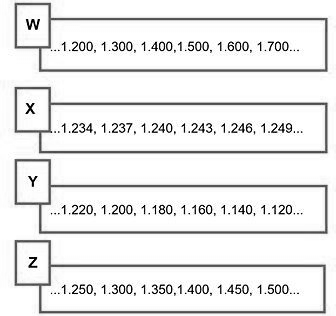 W
...1.200, 1.300, 1.400,1.500, 1.600, 1.700...
X
...1.234, 1.237, 1.240, 1.243, 1.246, 1.249...
Y
...1.220, 1.200, 1.180, 1.160, 1.140, 1.120...
Z
...1.250, 1.300, 1.350,1.400, 1.450, 1.500...